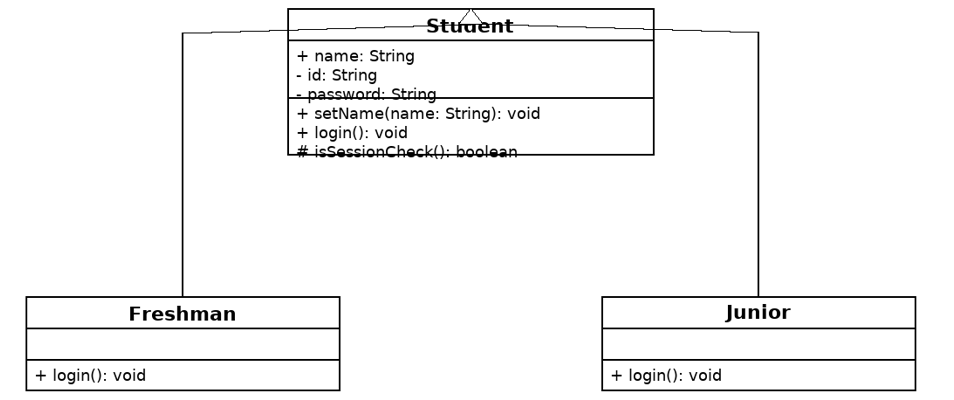 Student
+ name: String
- id: String
- password: String
+ setName(name: String): void
+ login(): void
# isSessionCheck(): boolean
Freshman
+ login(): void
Junior
+ login(): void